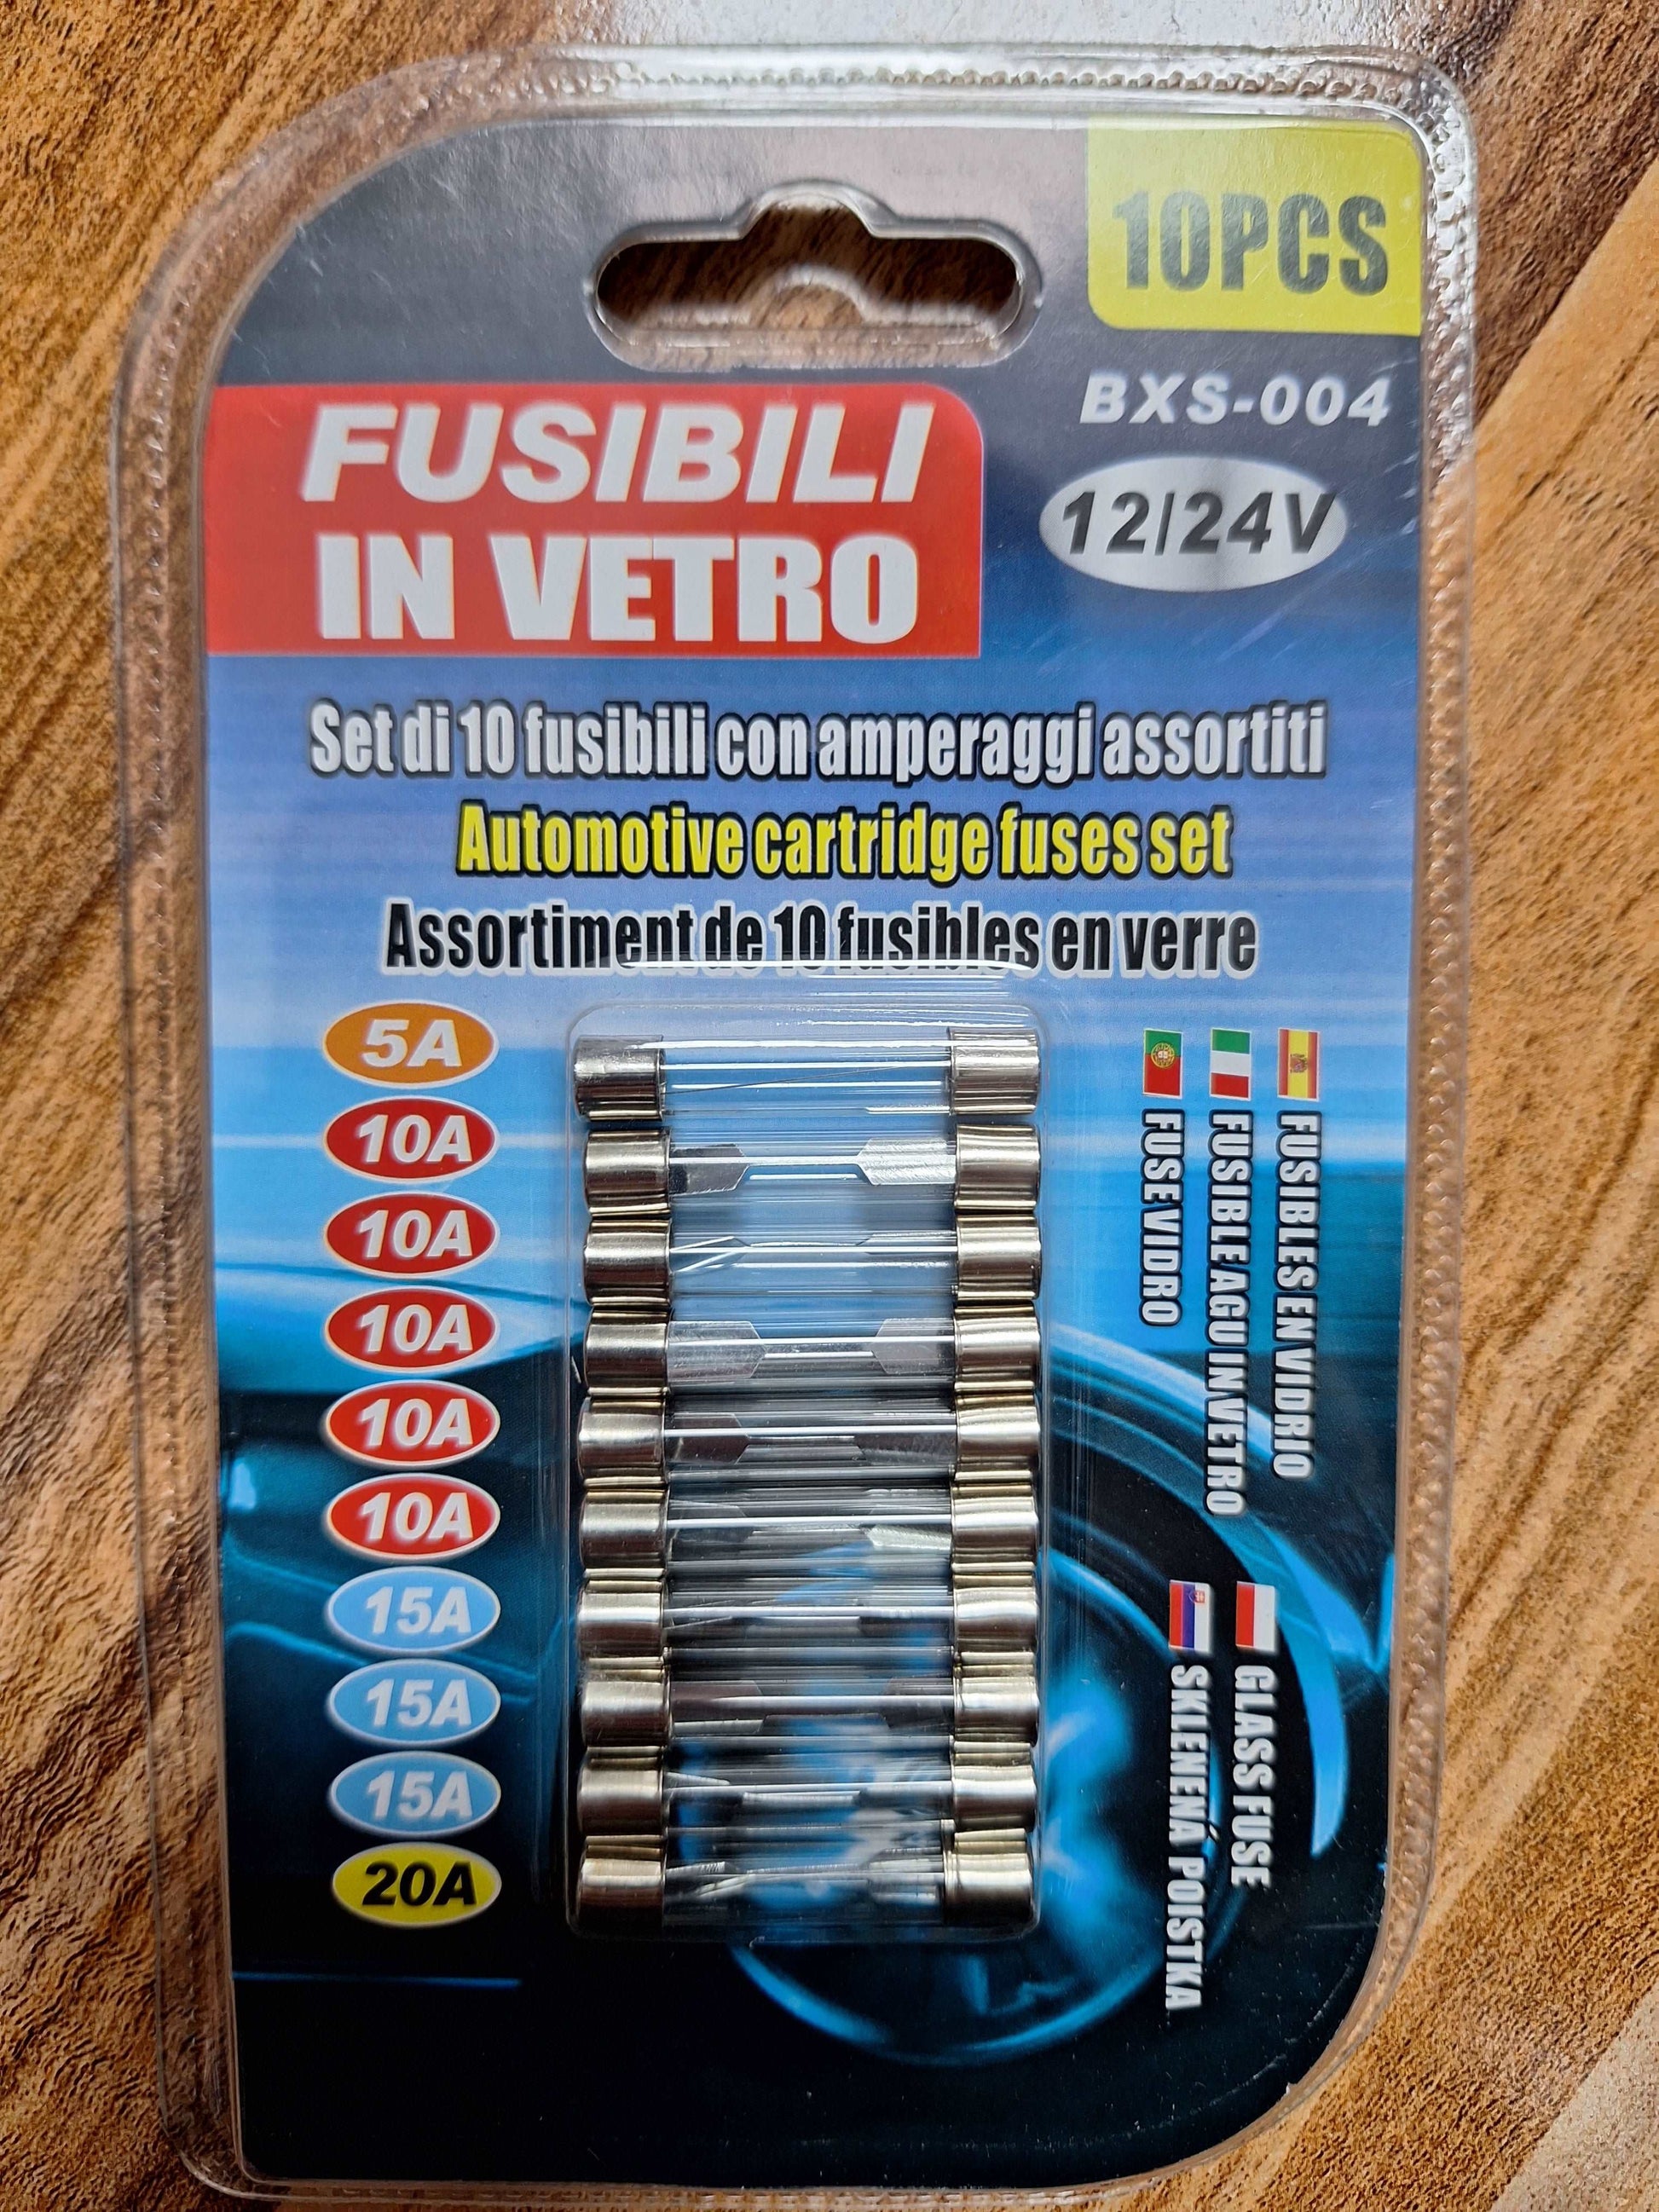 10PCS
BXS-004
12/24V
FUSIBILI
IN VETRO
Set di 10 fusibili con amperaggi assortiti
Automotive cartridge fuses set
Assortiment de 10 fusibles en verre
5A
10A
10A
10A
10A
10A
15A
15A
15A
20A
FUSIBLES EN VIDRIO
FUSIBLE AGU IN VETRO
FUSE VIDRO
GLASS FUSE
SKLENENÁ POISTKA